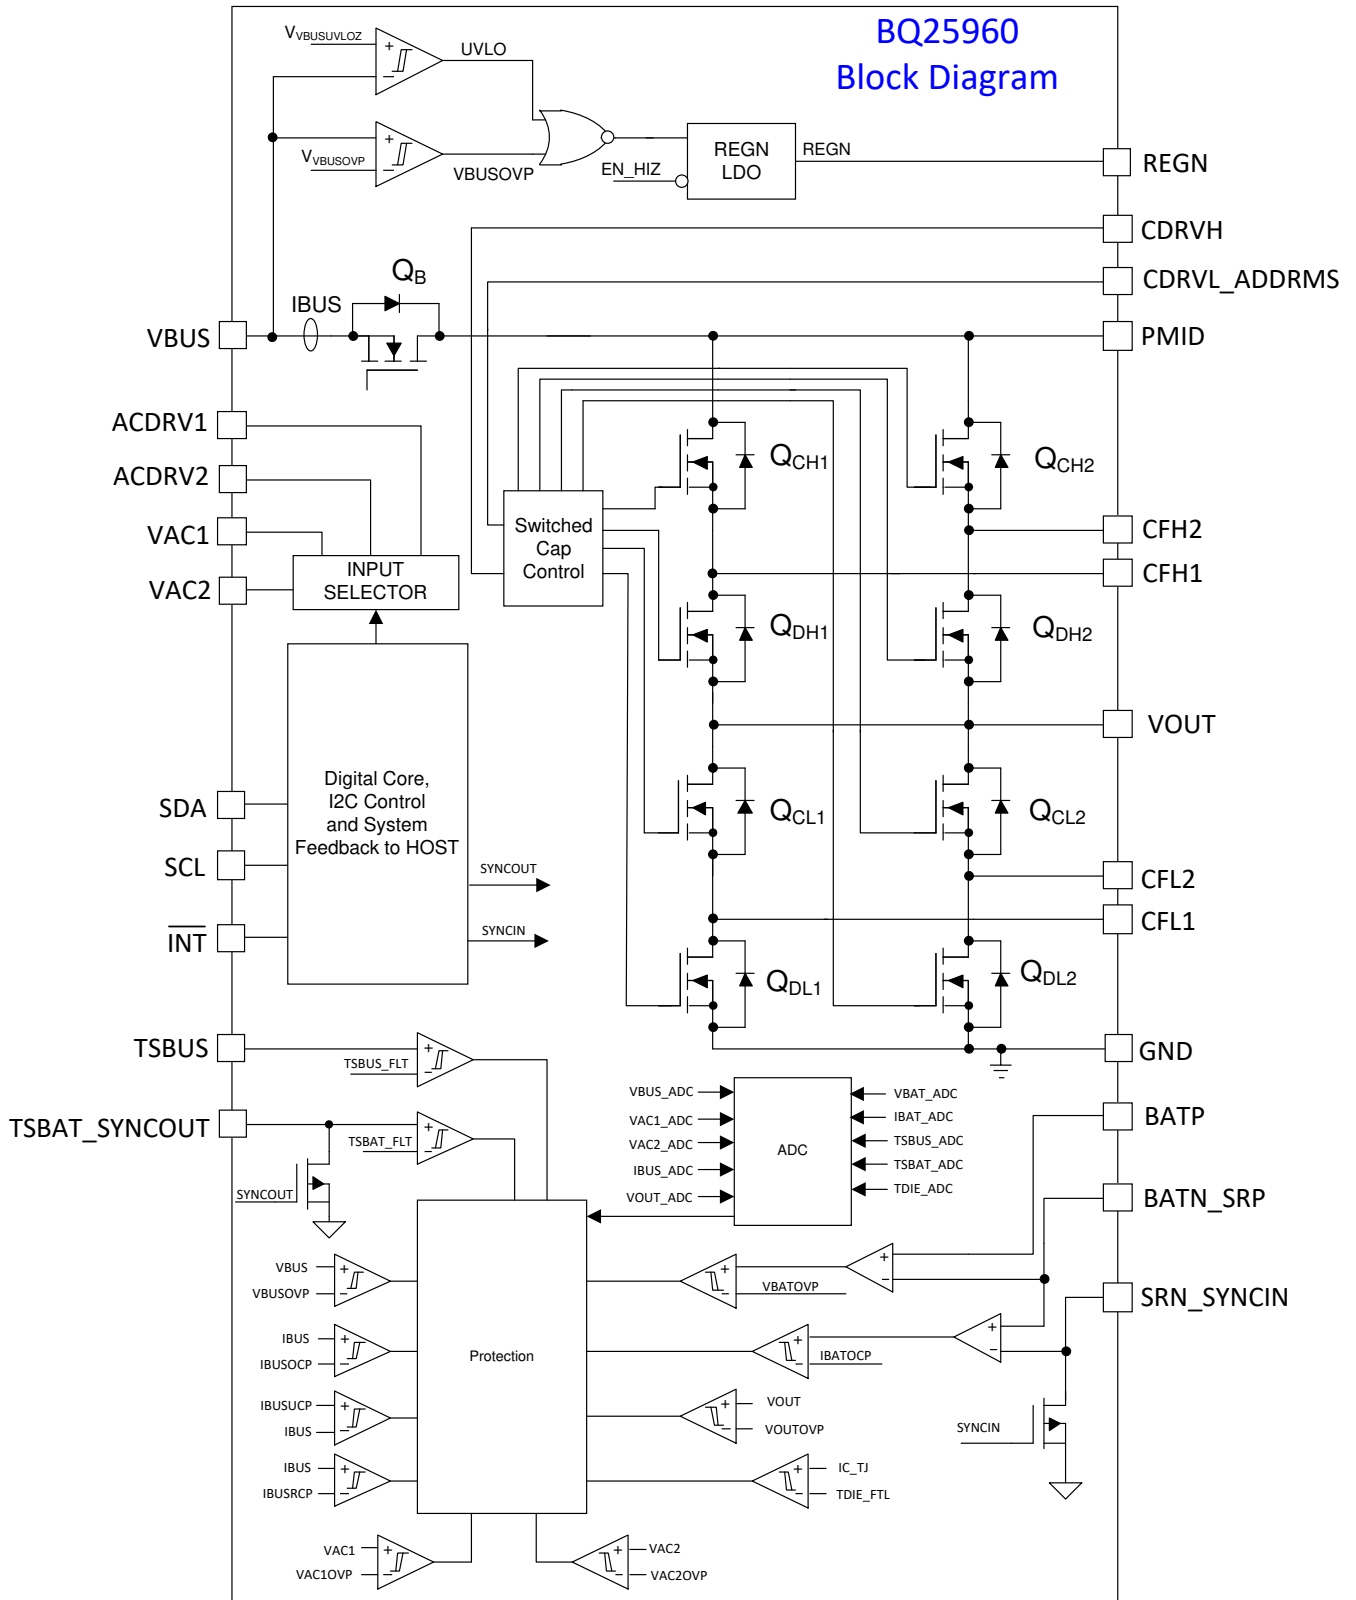 BQ25960
Block Diagram
VVBUSUVLOZ
UVLO
VVBUSOVP
VBUSOVP
EN_HIZ
REGN
LDO
REGN
REGN
CDRVH
CDRVL_ADDRMS
QB
IBUS
VBUS
PMID
ACDRV1
ACDRV2
VAC1
VAC2
INPUT
SELECTOR
Switched
Cap
Control
QCH1
QCH2
CFH2
CFH1
QDH1
QDH2
VOUT
Digital Core,
I2C Control
and System
Feedback to HOST
SDA
SCL
INT
SYNCOUT
SYNCIN
QCL1
QCL2
CFL2
CFL1
QDL1
QDL2
GND
TSBUS
TSBUS_FLT
TSBAT_SYNCOUT
TSBAT_FLT
SYNCOUT
VBUS_ADC
VAC1_ADC
VAC2_ADC
IBUS_ADC
VOUT_ADC
ADC
VBAT_ADC
IBAT_ADC
TSBUS_ADC
TSBAT_ADC
TDIE_ADC
BATP
BATN_SRP
SRN_SYNCIN
VBUS
VBUSOVP
IBUS
IBUSOCP
IBUSUCP
IBUS
IBUS
IBUSRCP
Protection
VBATOVP
IBATOCP
VOUT
VOUTOVP
SYNCIN
IC_TJ
TDIE_FTL
VAC1
VAC1OVP
VAC2
VAC2OVP